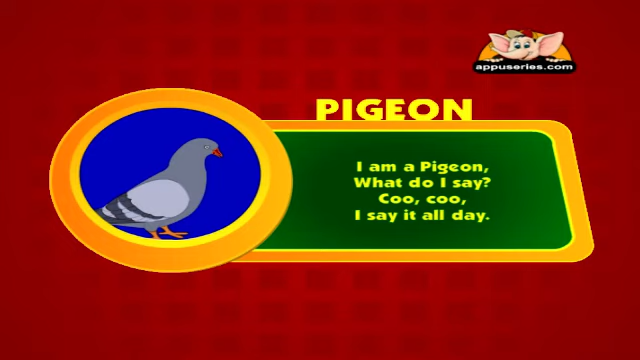 appuseries.com
PIGEON
I am a Pigeon,
What do I say?
Coo, coo,
I say it all day.